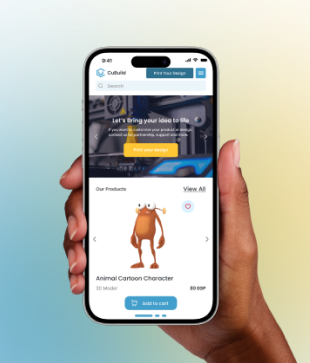 9:41
CuBuild
Print Your Design
Search
Let's Bring your idea to life
If you want to customize your product or design,
contact us for partnership, support and more.
Print your design
Our Products
View All
Animal Cartoon Character
3D Model
30 EGP
Add to cart